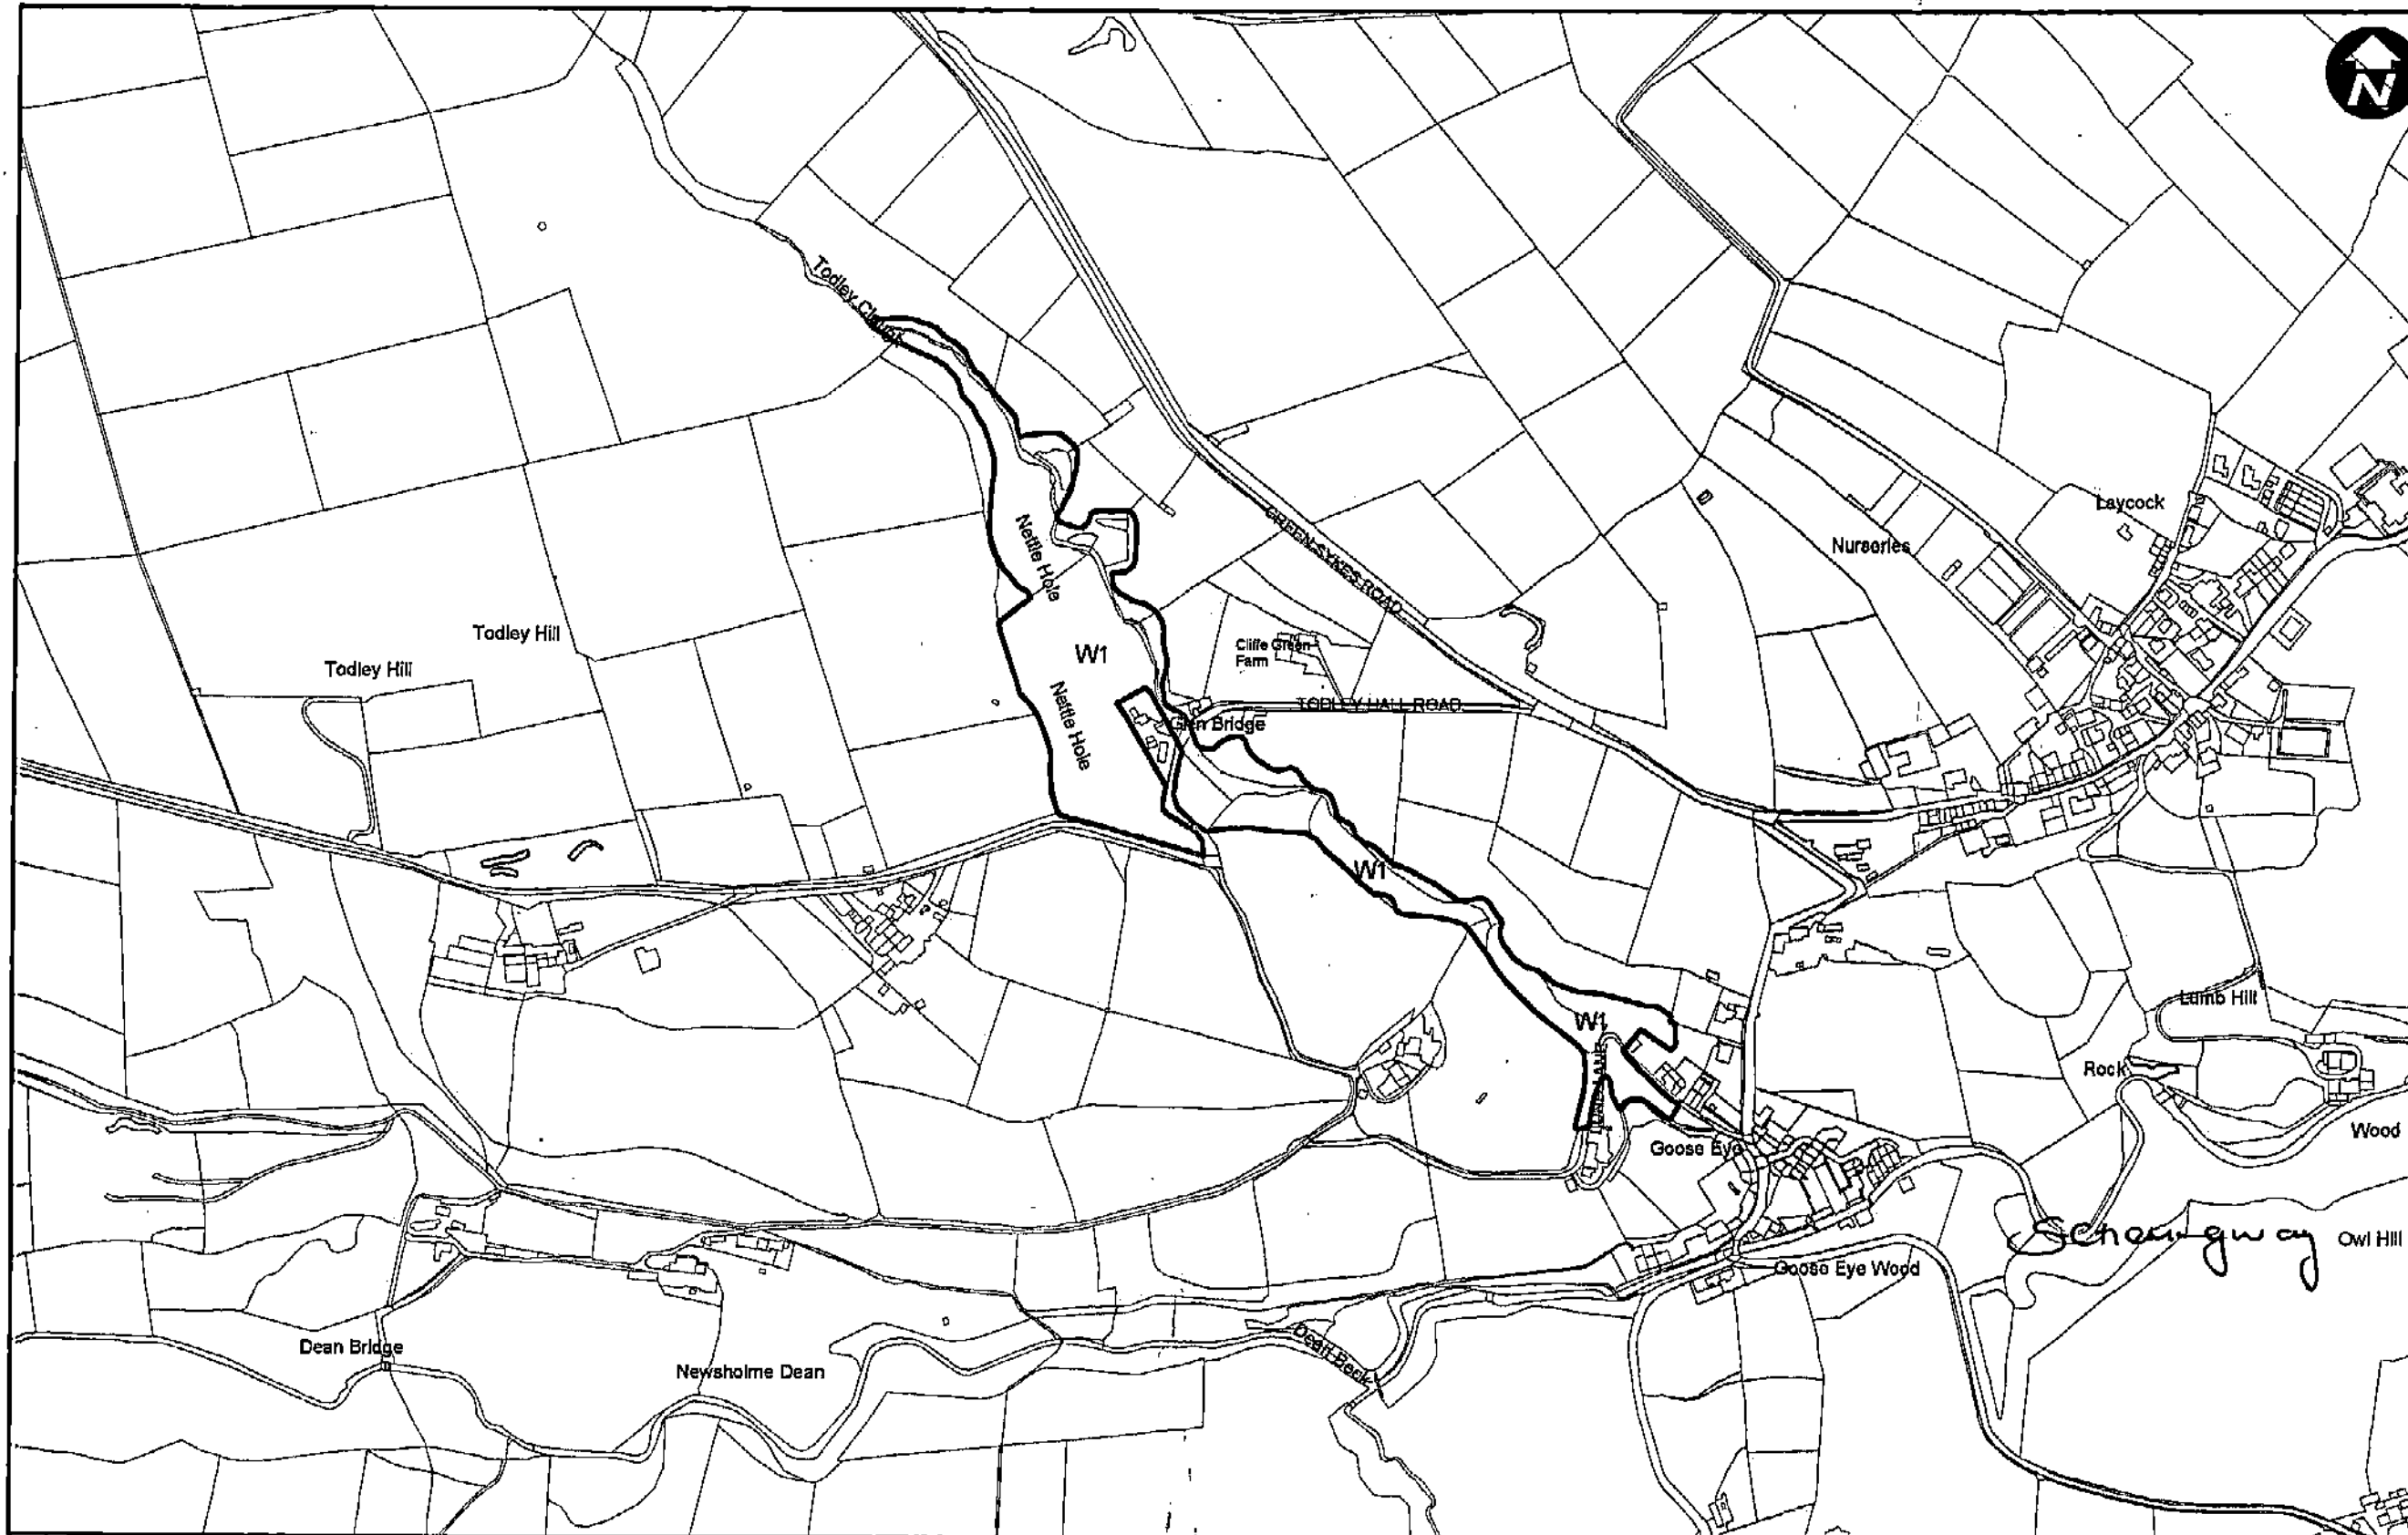 N
Todley Clough
Laycock
Nurseries
Nettle Hole
GREEN SYKES ROAD
Todley Hill
Todley Hill
W1
Cliffe Green
Farm
Nettle Hole
TODLEY HALL ROAD
Glen Bridge
W1
Lumb Hill
W1
Rock
Wood
Goose Eye
Owl Hill
Goose Eye Wood
Dean Bridge
Newsholme Dean
Dean Beck